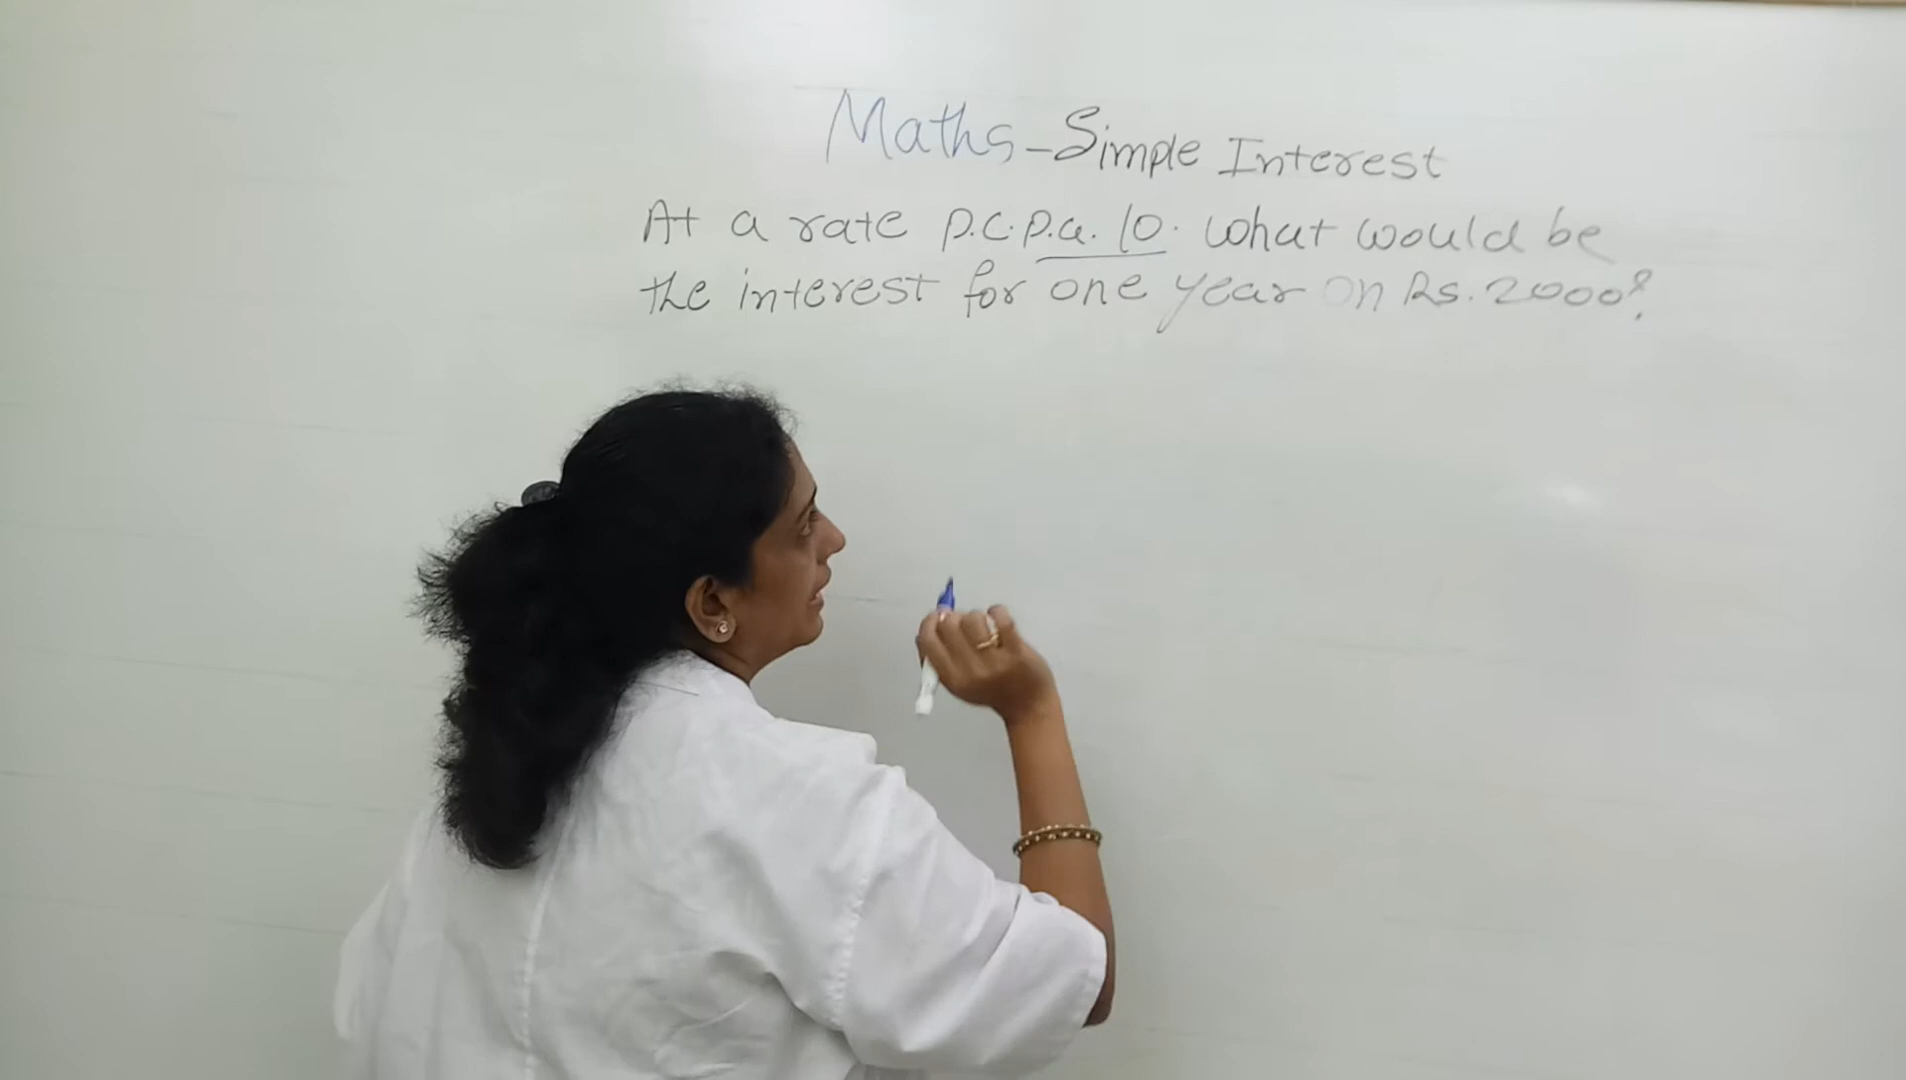 Maths - Simple Interest
At a rate p.c.p.a. 10. what would be
the interest for one year on Rs. 2000?